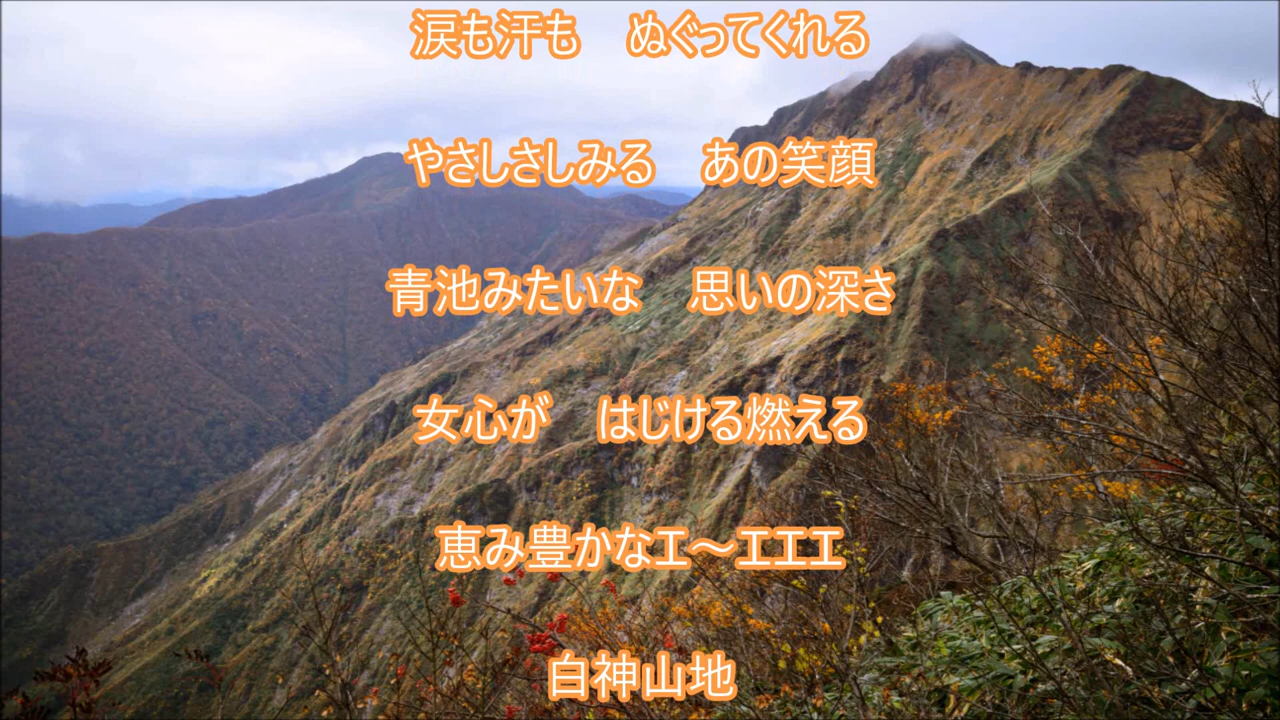 涙も汗も　ぬぐってくれる
やさしさしみる　あの笑顔
青池みたいな　思いの深さ
女心が　はじける燃える
恵み豊かなエ～エエエ
白神山地